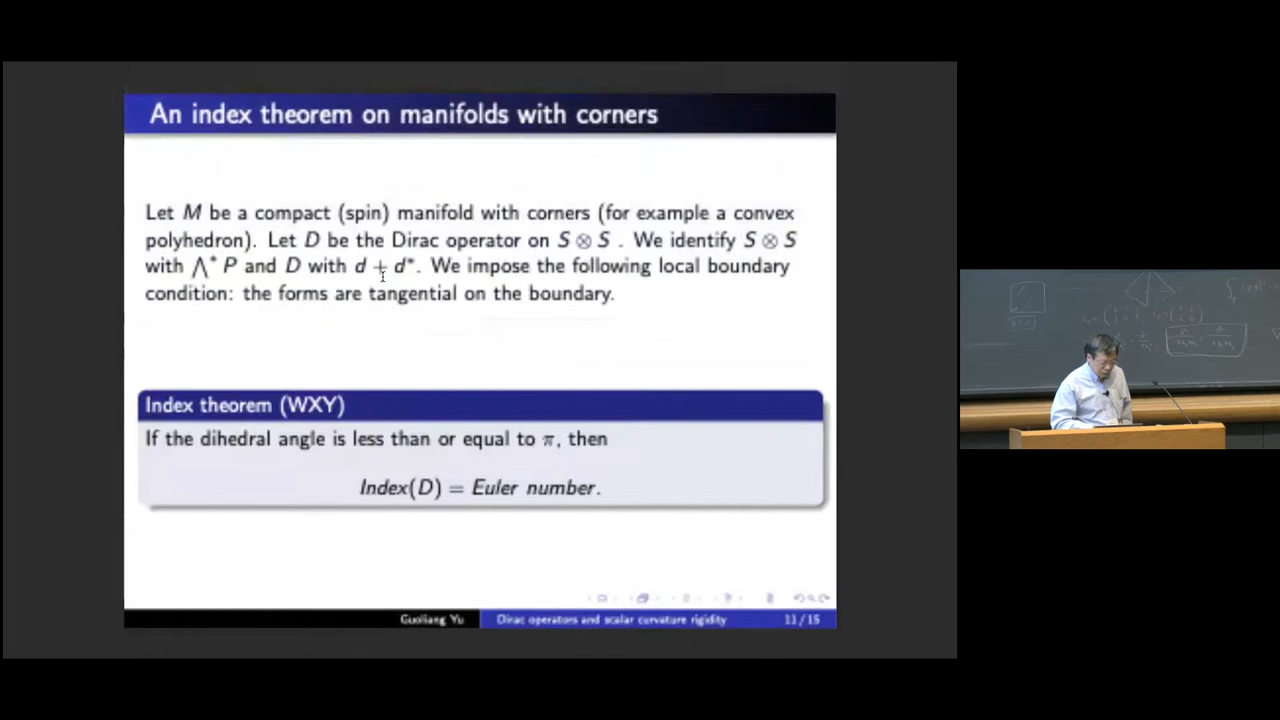 An index theorem on manifolds with corners
Let M be a compact (spin) manifold with corners (for example a convex
polyhedron). Let D be the Dirac operator on S ⊗ S . We identify S ⊗ S
with ⋀* P and D with d + d*. We impose the following local boundary
condition: the forms are tangential on the boundary.
Index theorem (WXY)
If the dihedral angle is less than or equal to π, then
Index(D) = Euler number.
Guoliang Yu
Dirac operators and scalar curvature rigidity
11/15